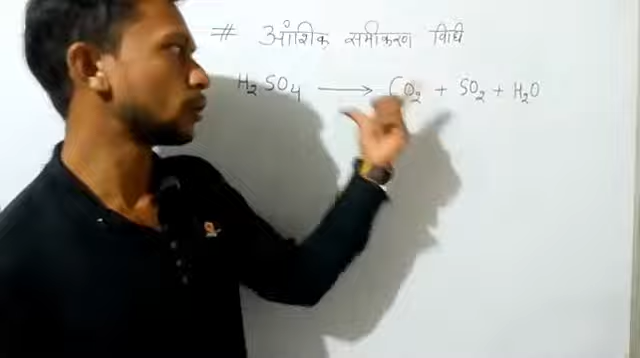 # आंशिक समीकरण विधि
H₂SO₄ ⟶ CO₂ + SO₂ + H₂O